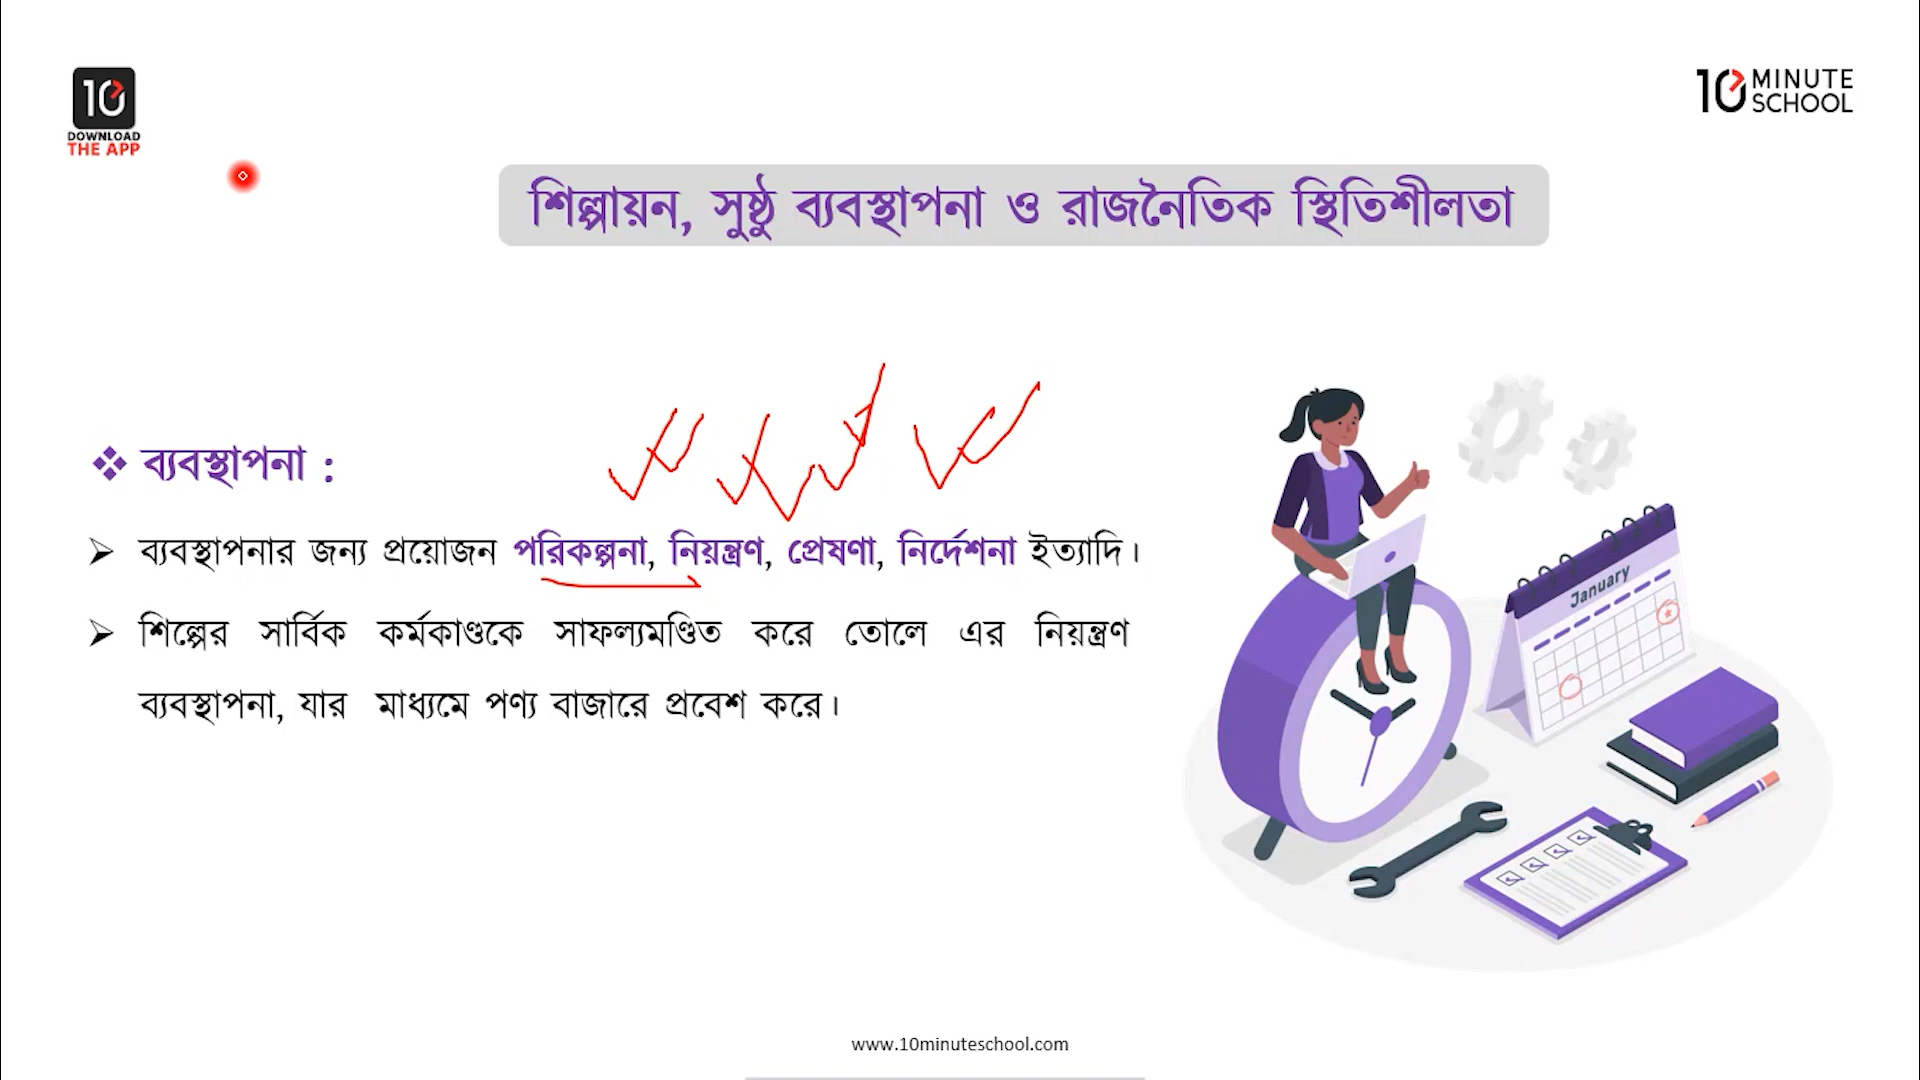 10
DOWNLOAD
THE APP
10 MINUTE
SCHOOL
শিল্পায়ন, সুষ্ঠু ব্যবস্থাপনা ও রাজনৈতিক স্থিতিশীলতা
❖ ব্যবস্থাপনা :
➢ ব্যবস্থাপনার জন্য প্রয়োজন পরিকল্পনা, নিয়ন্ত্রণ, প্রেষণা, নির্দেশনা ইত্যাদি।
➢ শিল্পের সার্বিক কর্মকাণ্ডকে সাফল্যমণ্ডিত করে তোলে এর নিয়ন্ত্রণ
ব্যবস্থাপনা, যার মাধ্যমে পণ্য বাজারে প্রবেশ করে।
January
www.10minuteschool.com